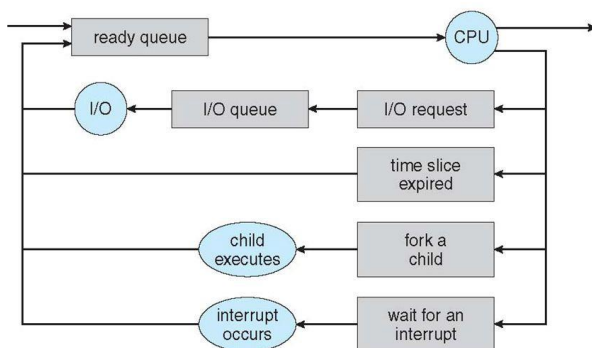 ready queue
CPU
I/O
I/O queue
I/O request
time slice
expired
child
executes
fork a
child
interrupt
occurs
wait for an
interrupt